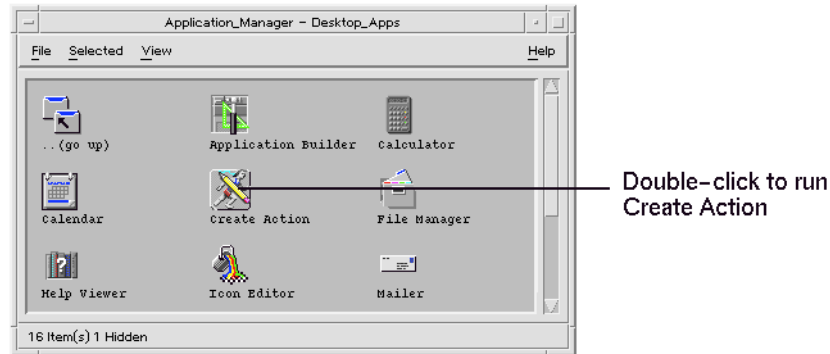 Application_Manager - Desktop_Apps
File Selected View Help
..(go up) Application Builder Calculator
Double-click to run
Create Action
Calendar Create Action File Manager
Help Viewer Icon Editor Mailer
16 Item(s) 1 Hidden